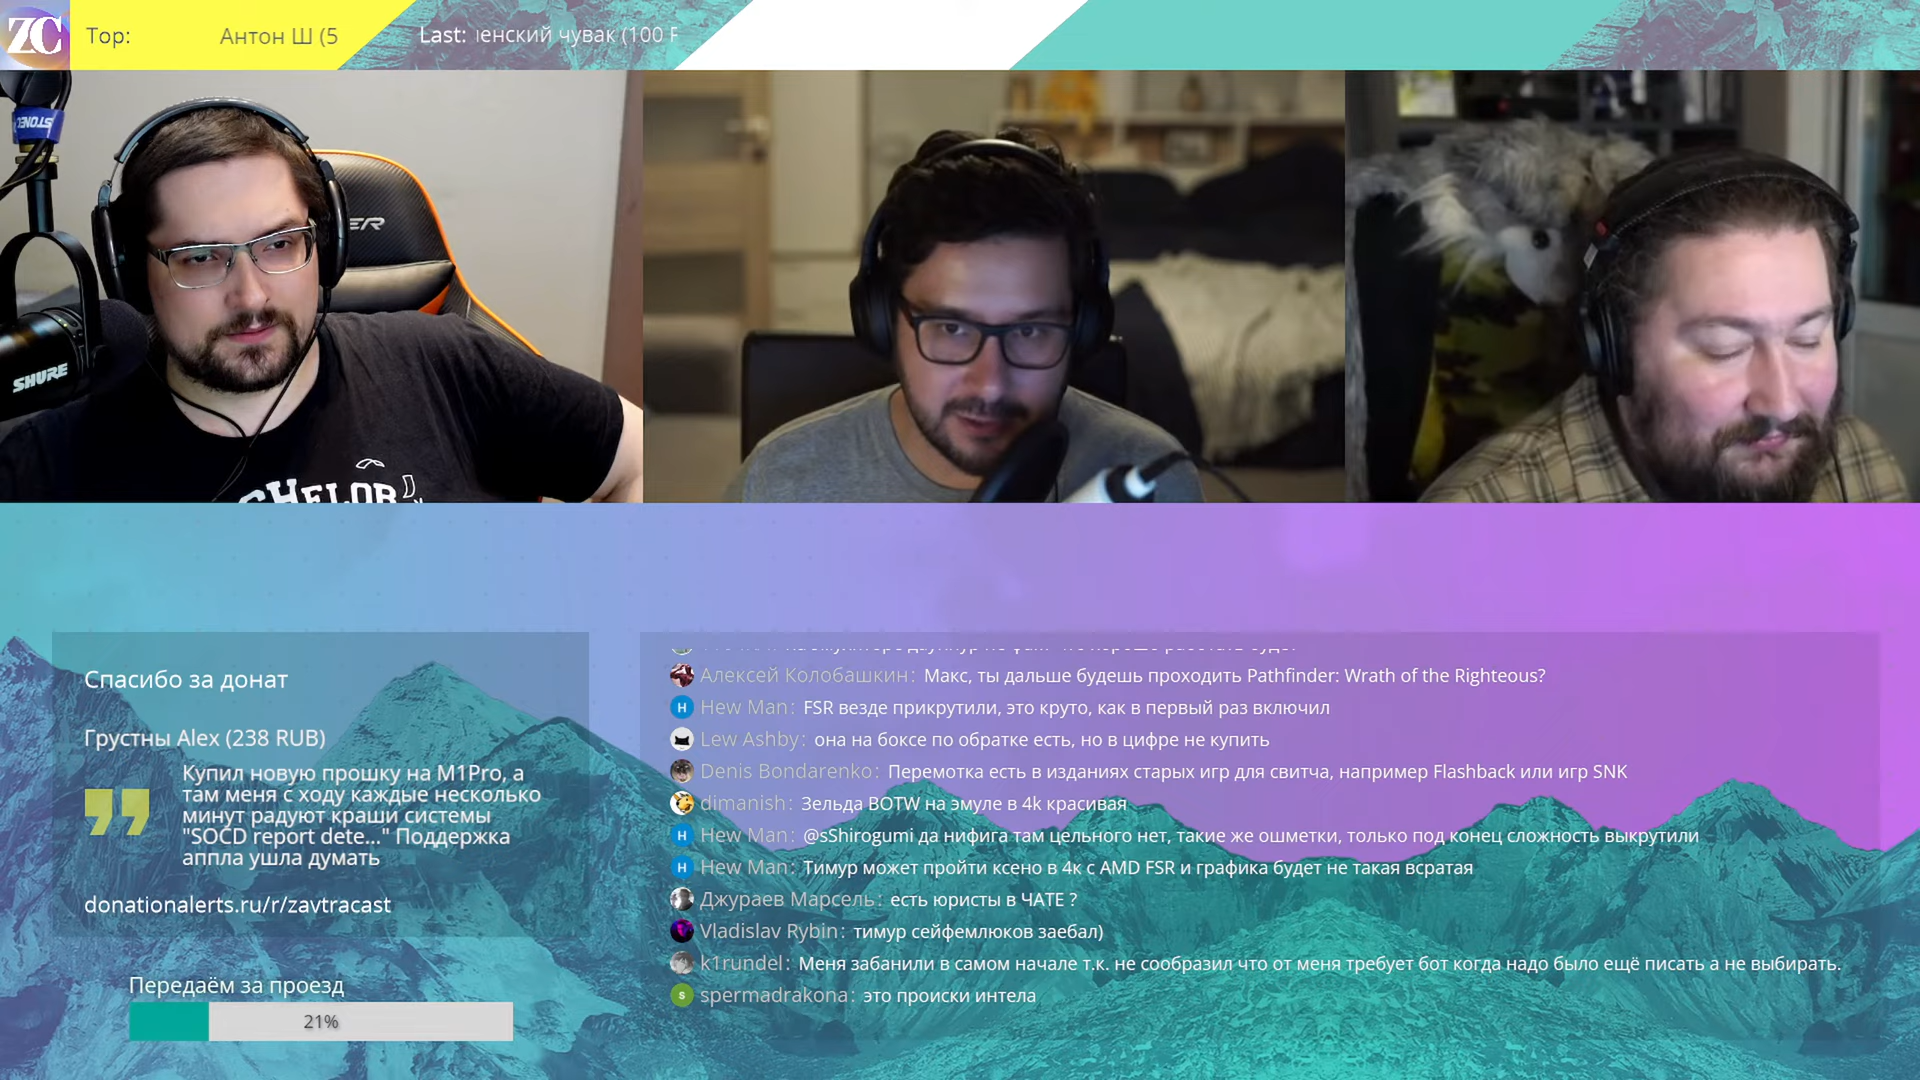 ZC
Top:
Антон Ш (5
Last:
енский чувак (100
STONEC
SHURE
ER
CHELOR
Спасибо за донат
Грустны Alex (238 RUB)
Купил новую прошку на M1Pro, а
там меня с ходу каждые несколько
минут радуют краши системы
"SOCD report dete..." Поддержка
аппла ушла думать
donationalerts.ru/r/zavtracast
Передаём за проезд
21%
Алексей Колобашкин: Макс, ты дальше будешь проходить Pathfinder: Wrath of the Righteous?
Hew Man: FSR везде прикрутили, это круто, как в первый раз включил
Lew Ashby: она на боксе по обратке есть, но в цифре не купить
Denis Bondarenko: Перемотка есть в изданиях старых игр для свитча, например Flashback или игр SNK
dimanish: Зельда BOTW на эмуле в 4k красивая
Hew Man: @sShirogumi да нифига там цельного нет, такие же ошметки, только под конец сложность выкрутили
Hew Man: Тимур может пройти ксено в 4к с AMD FSR и графика будет не такая всратая
Джураев Марсель: есть юристы в ЧАТЕ ?
Vladislav Rybin: тимур сейфемлюков заебал)
k1rundel: Меня забанили в самом начале т.к. не сообразил что от меня требует бот когда надо было ещё писать а не выбирать.
spermadrakona: это происки интела